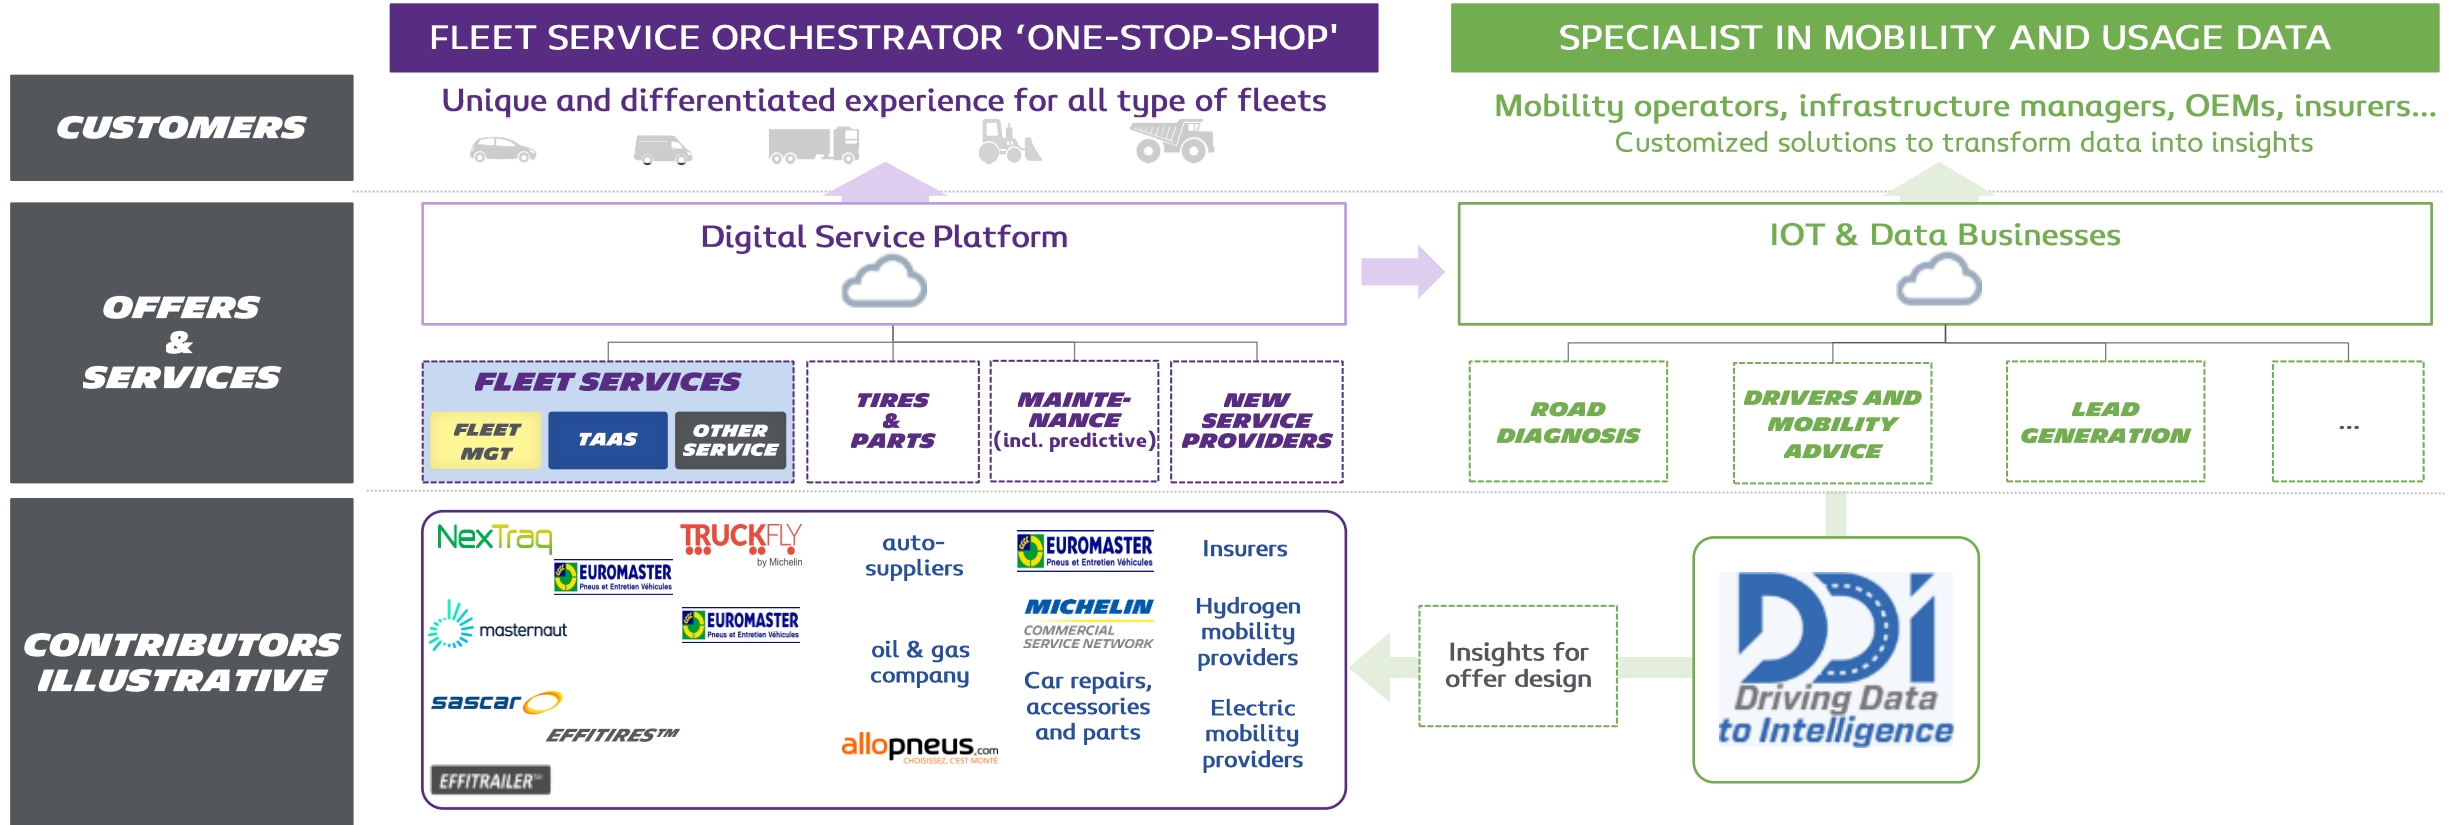 FLEET SERVICE ORCHESTRATOR ‘ONE-STOP-SHOP'
SPECIALIST IN MOBILITY AND USAGE DATA
CUSTOMERS
Unique and differentiated experience for all type of fleets
Mobility operators, infrastructure managers, OEMs, insurers...
Customized solutions to transform data into insights
OFFERS
&
SERVICES
Digital Service Platform
IOT & Data Businesses
FLEET SERVICES
FLEET
MGT
TAAS
OTHER
SERVICE
TIRES
&
PARTS
MAINTE-
NANCE
(incl. predictive)
NEW
SERVICE
PROVIDERS
ROAD
DIAGNOSIS
DRIVERS AND
MOBILITY
ADVICE
LEAD
GENERATION
...
CONTRIBUTORS
ILLUSTRATIVE
NexTraq
EUROMASTER
Pneus et Entretien Véhicules
masternaut
sascar
EFFITIRES™
EFFITRAILER™
TRUCKFLY
by Michelin
EUROMASTER
Pneus et Entretien Véhicules
auto-
suppliers
oil & gas
company
allopneus.com
CHOISISSEZ, C'EST MONTÉ
EUROMASTER
Pneus et Entretien Véhicules
MICHELIN
COMMERCIAL
SERVICE NETWORK
Car repairs,
accessories
and parts
Insurers
Hydrogen
mobility
providers
Electric
mobility
providers
Insights for
offer design
DDI
Driving Data
to Intelligence